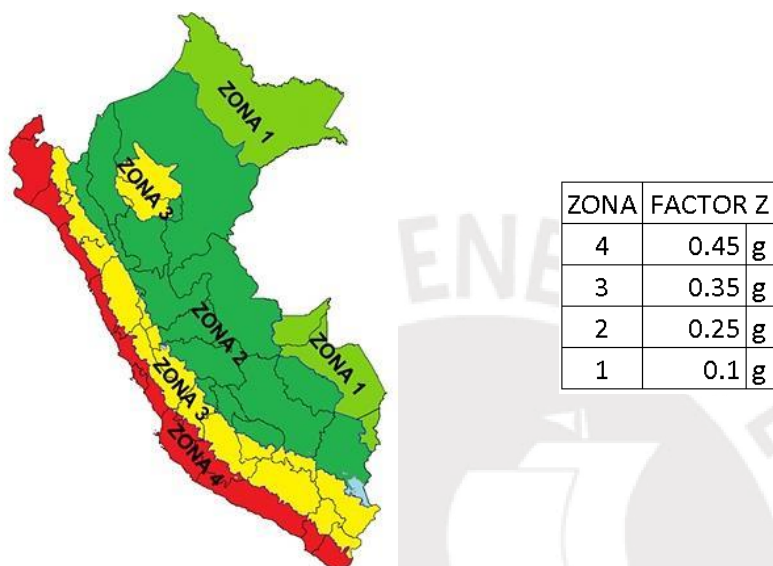 ZONA 1
ZONA 3
ZONA 2
ZONA 1
ZONA 3
ZONA 4
ZONA FACTOR Z
4 0.45 g
3 0.35 g
2 0.25 g
1 0.1 g
ENE